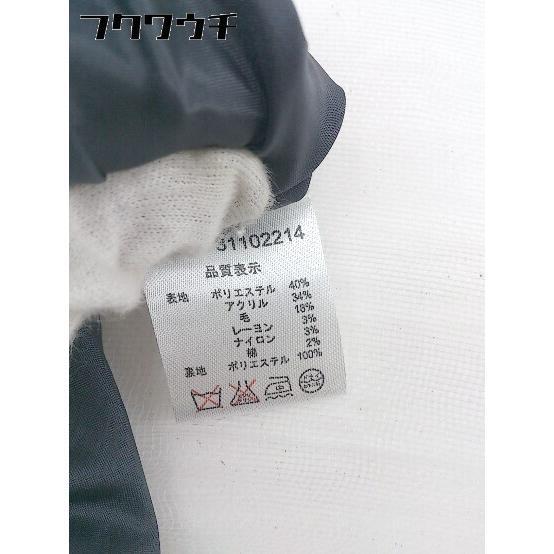 フクワウチ
31102214
品質表示
表地 ポリエステル 40%
アクリル 34%
毛 18%
レーヨン 3%
ナイロン 3%
綿 2%
裏地 ポリエステル 100%